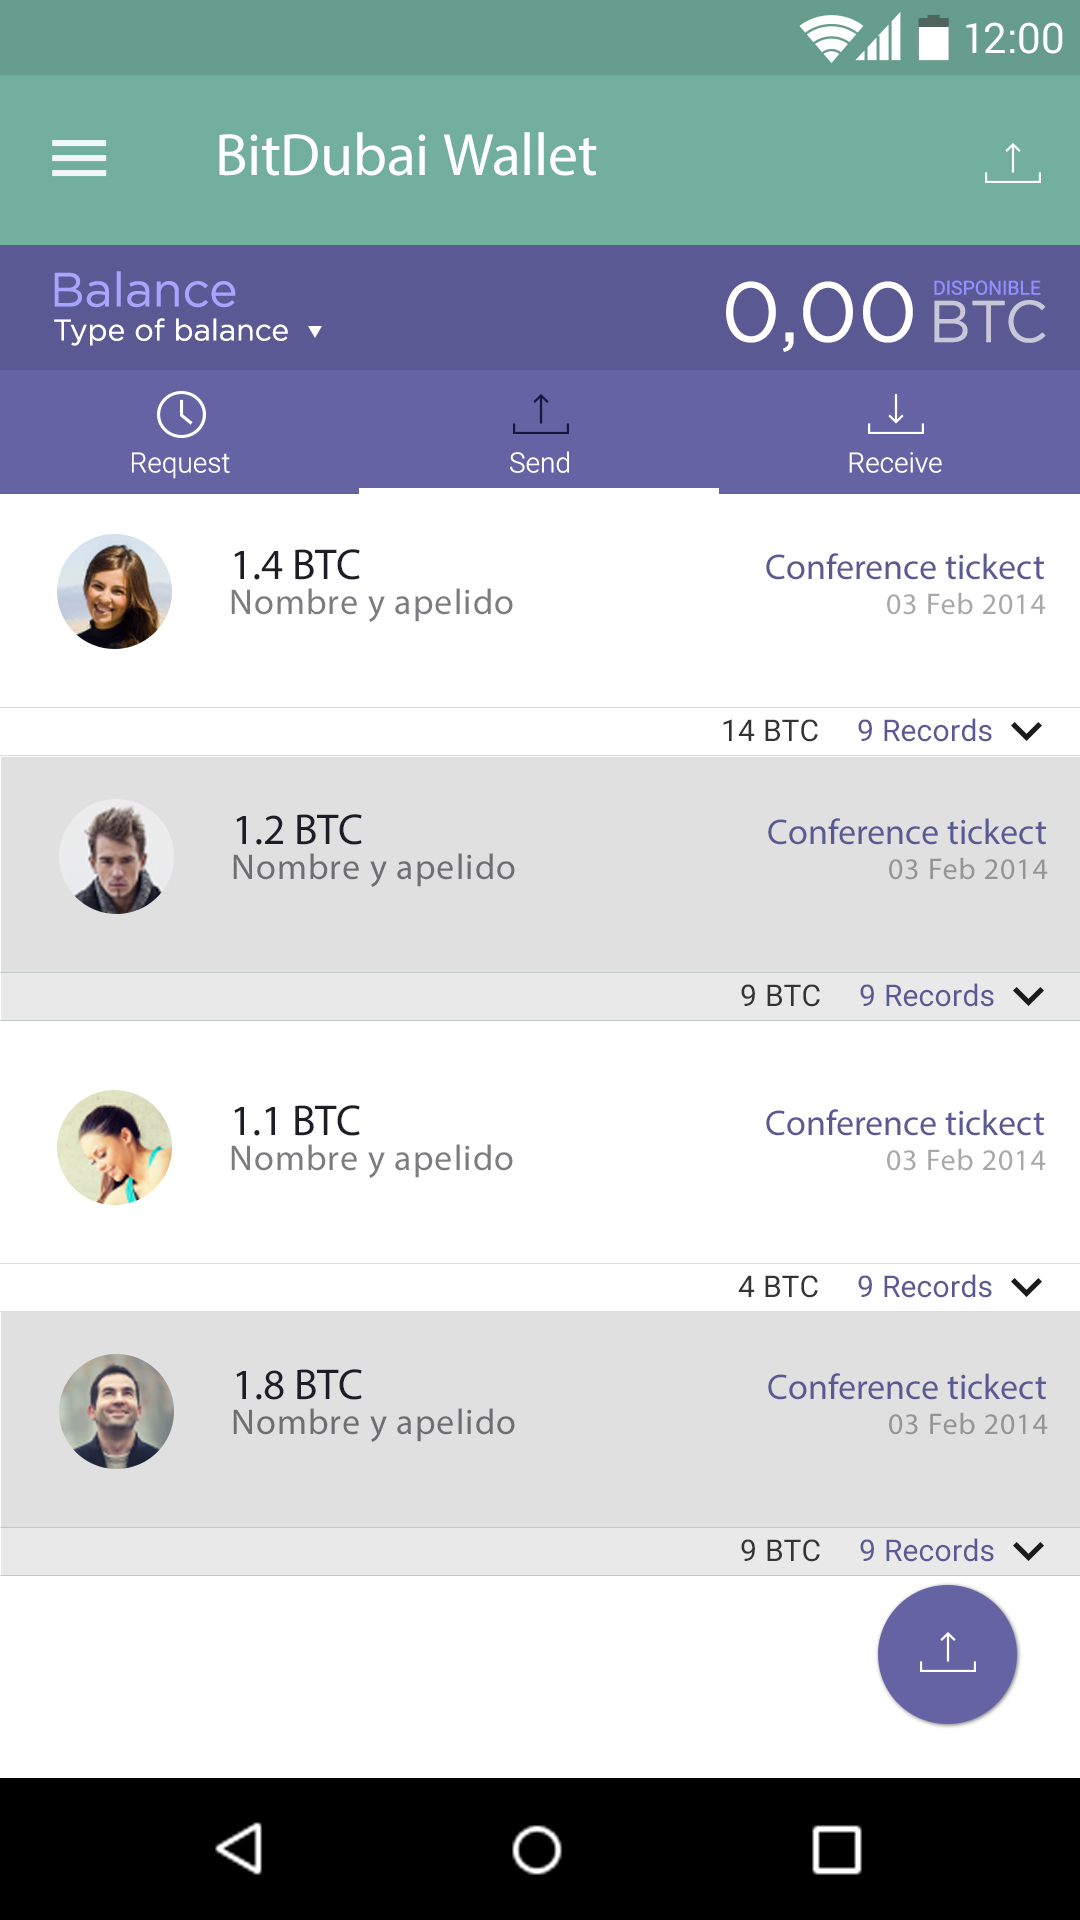 12:00
BitDubai Wallet
Balance
Type of balance
0,00 DISPONIBLE BTC
Request
Send
Receive
1.4 BTC
Nombre y apelido
Conference tickect
03 Feb 2014
14 BTC 9 Records
1.2 BTC
Nombre y apelido
Conference tickect
03 Feb 2014
9 BTC 9 Records
1.1 BTC
Nombre y apelido
Conference tickect
03 Feb 2014
4 BTC 9 Records
1.8 BTC
Nombre y apelido
Conference tickect
03 Feb 2014
9 BTC 9 Records